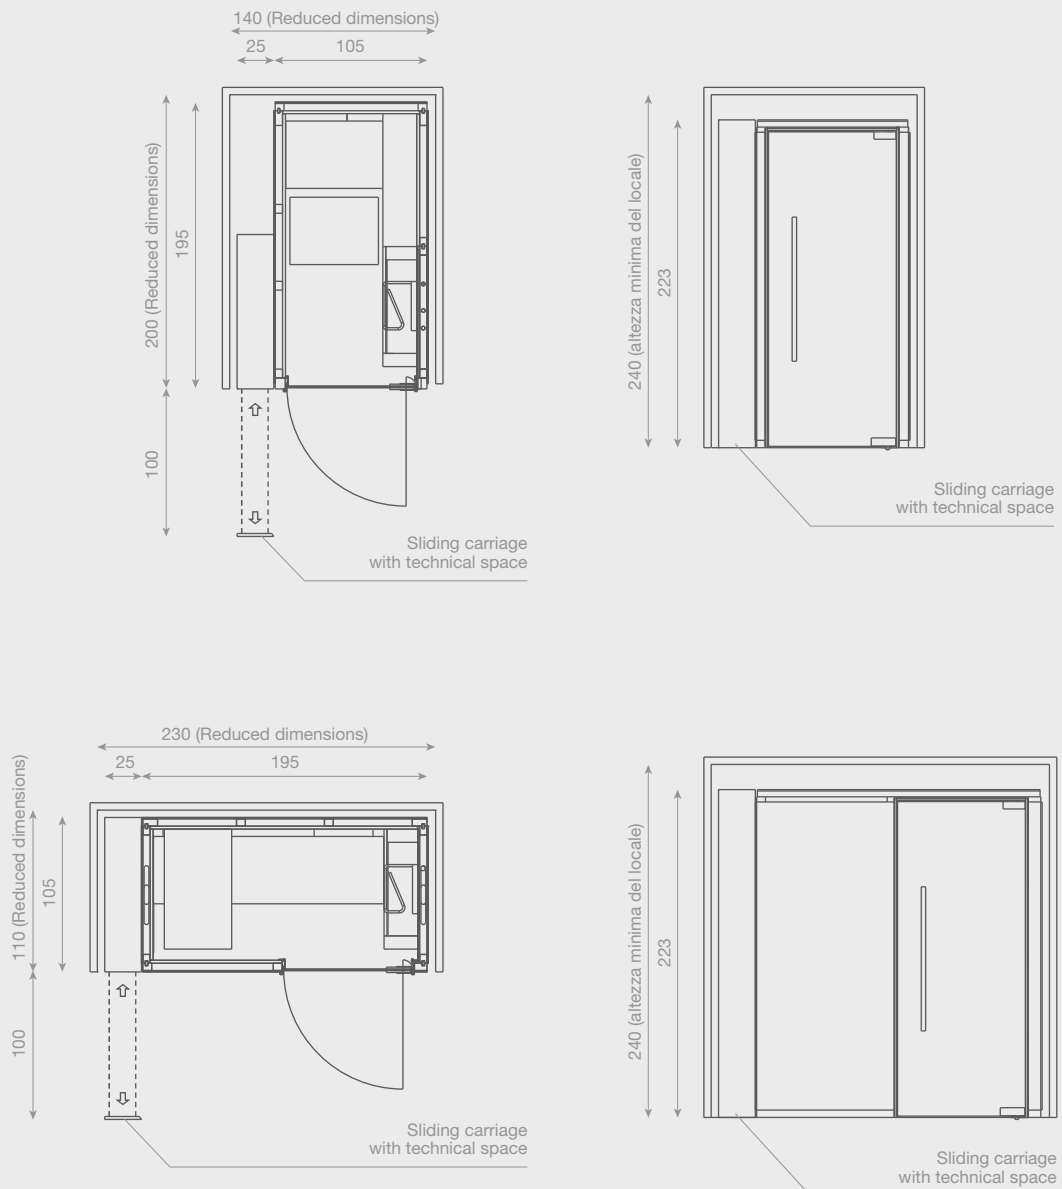 140 (Reduced dimensions)
25
105
200 (Reduced dimensions)
195
100
Sliding carriage
with technical space
240 (altezza minima del locale)
223
Sliding carriage
with technical space
230 (Reduced dimensions)
25
195
110 (Reduced dimensions)
105
100
Sliding carriage
with technical space
240 (altezza minima del locale)
223
Sliding carriage
with technical space